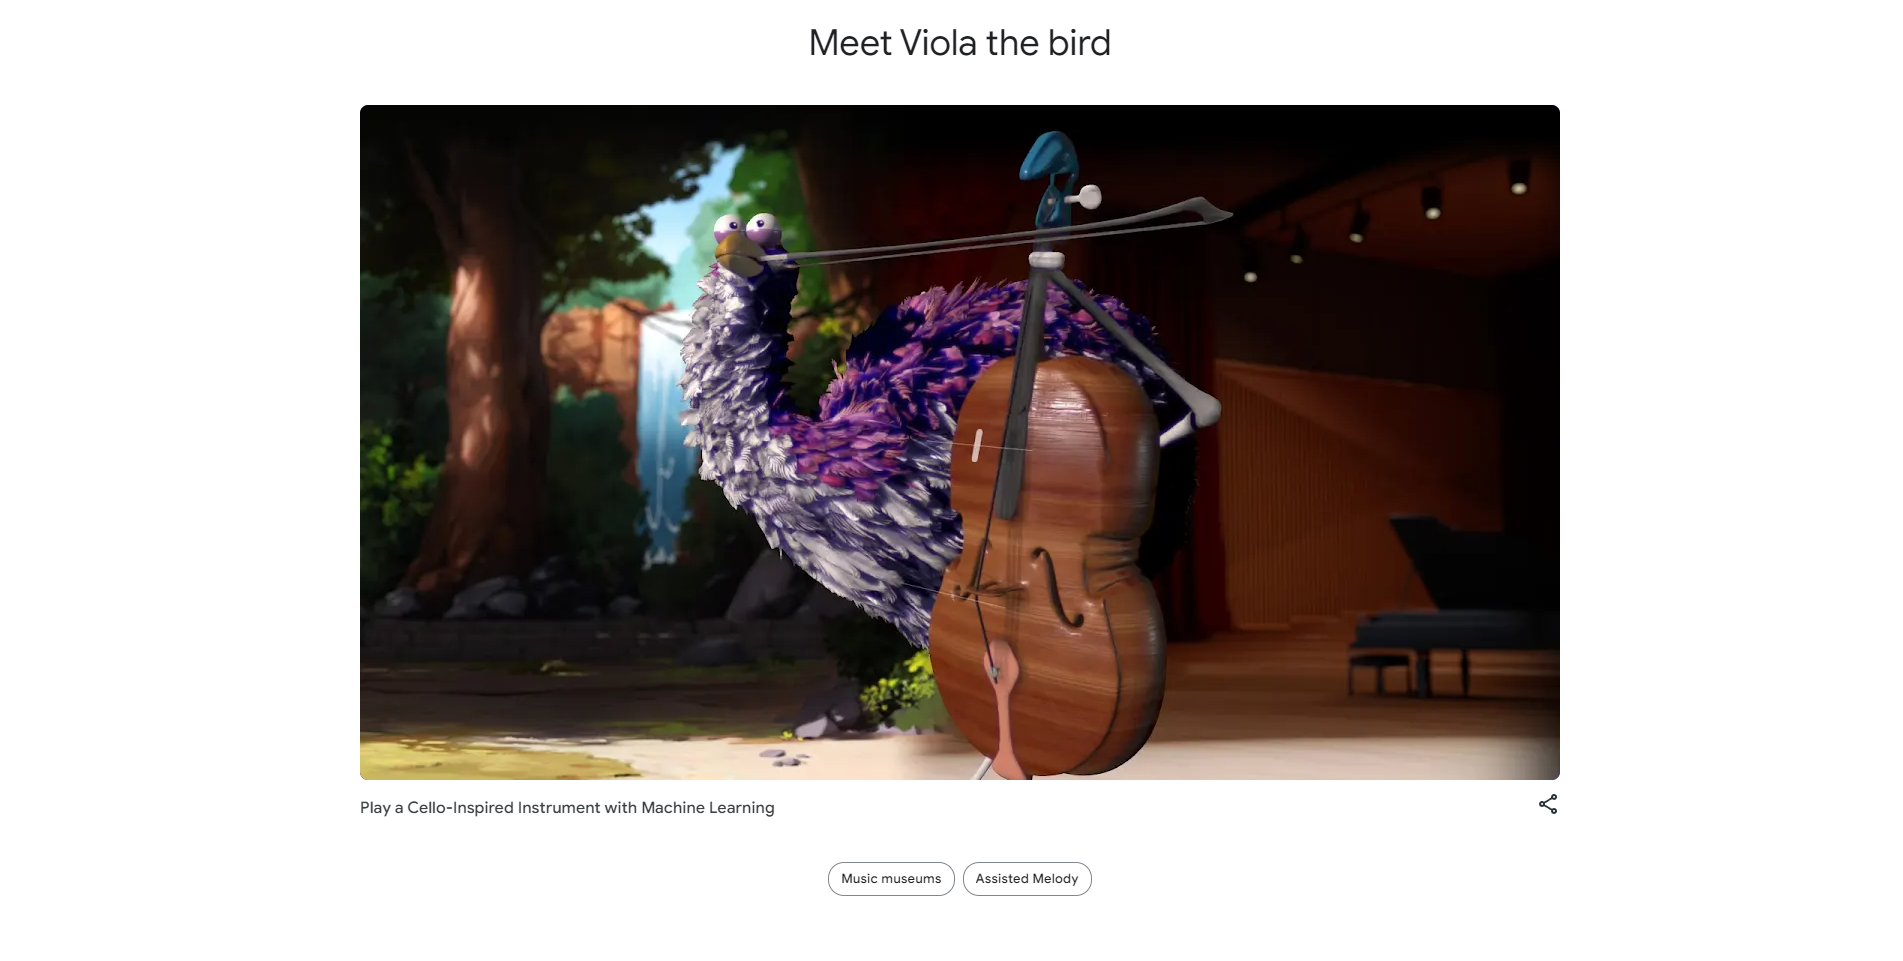 Meet Viola the bird
Play a Cello-Inspired Instrument with Machine Learning
Music museums
Assisted Melody